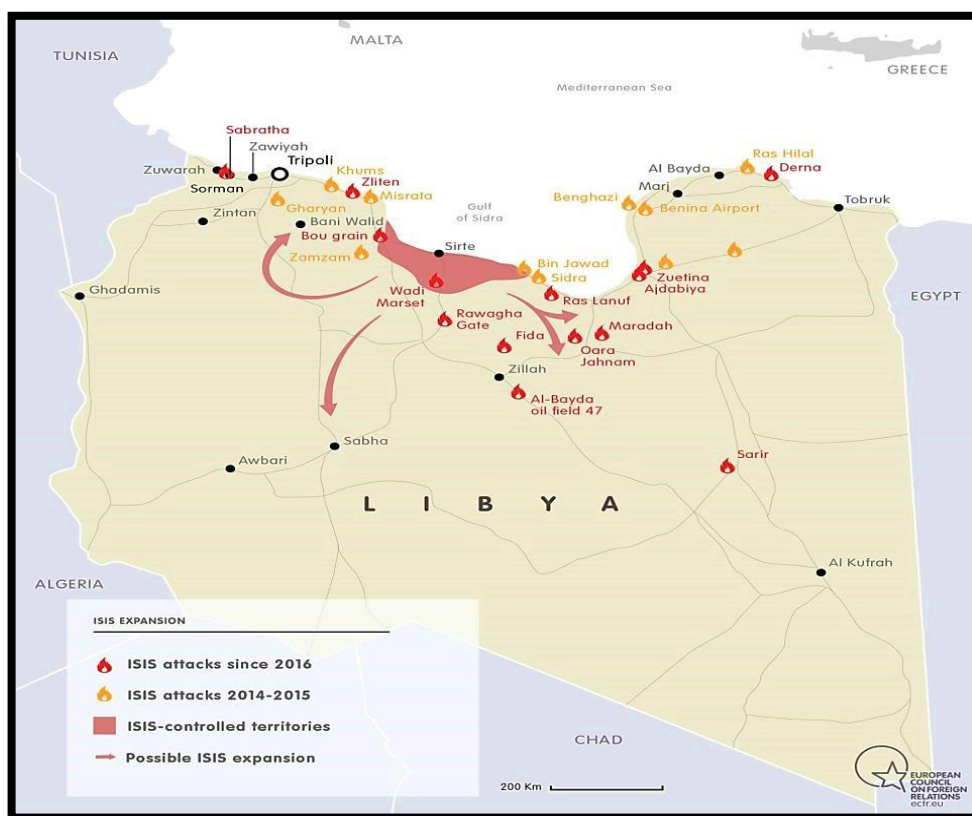 MALTA
TUNISIA
GREECE
Mediterranean Sea
Sabratha
Zawiyah
Zuwarah
Tripoli
Sorman
Khums
Zliten
Misrata
Gharyan
Zintan
Bani Walid
Bou grain
Zamzam
Gulf
of Sidra
Sirte
Ras Hilal
Al Bayda
Derna
Marj
Benghazi
Benina Airport
Tobruk
Ghadamis
Wadi
Marset
Bin Jawad
Sidra
Zuetina
Ajdabiya
EGYPT
Ras Lanuf
Rawagha
Gate
Maradah
Fida
Oara
Jahnam
Zillah
Al-Bayda
oil field 47
Sabha
Awbari
Sarir
LIBYA
Al Kufrah
ALGERIA
ISIS EXPANSION
ISIS attacks since 2016
ISIS attacks 2014-2015
ISIS-controlled territories
Possible ISIS expansion
CHAD
200 Km
EUROPEAN
COUNCIL
ON FOREIGN
RELATIONS
ecfr.eu